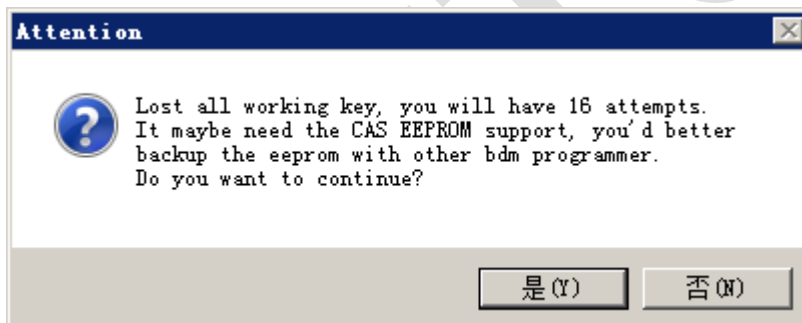 Attention
Lost all working key, you will have 16 attempts.
It maybe need the CAS EEPROM support, you'd better
backup the eeprom with other bdm programmer.
Do you want to continue?
是(Y)
否(N)